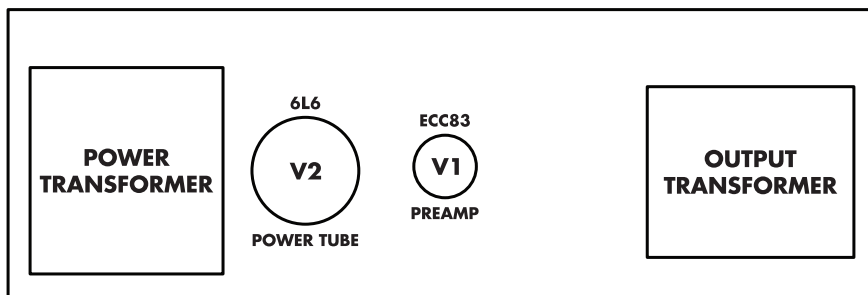 POWER
TRANSFORMER
6L6
V2
POWER TUBE
ECC83
V1
PREAMP
OUTPUT
TRANSFORMER